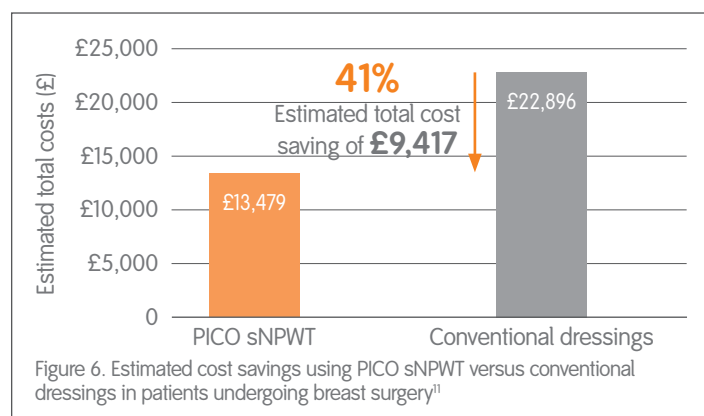 £25,000
£20,000
£15,000
£10,000
£5,000
0
Estimated total costs (£)
41%
Estimated total cost
saving of £9,417
£13,479
£22,896
PICO sNPWT
Conventional dressings
Figure 6. Estimated cost savings using PICO sNPWT versus conventional
dressings in patients undergoing breast surgery¹¹